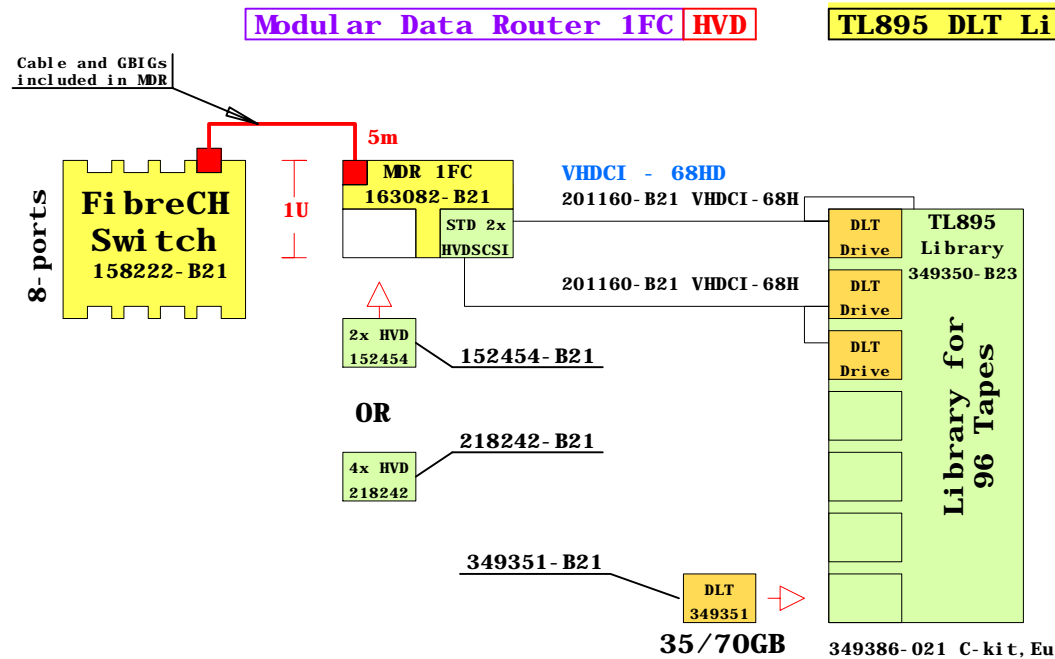 Modular Data Router 1FC HVD
TL895 DLT Li
Cable and GBIGs
included in MDR
5m
8-ports
FibreCH
Switch
158222-B21
1U
MDR 1FC
163082-B21
STD 2x
HVDSCSI
VHDCI - 68HD
201160-B21 VHDCI-68H
201160-B21 VHDCI-68H
DLT
Drive
DLT
Drive
DLT
Drive
TL895
Library
349350-B23
Library for
96 Tapes
2x HVD
152454
152454-B21
OR
4x HVD
218242
218242-B21
349351-B21
DLT
349351
35/70GB
349386-021 C-kit,Eu